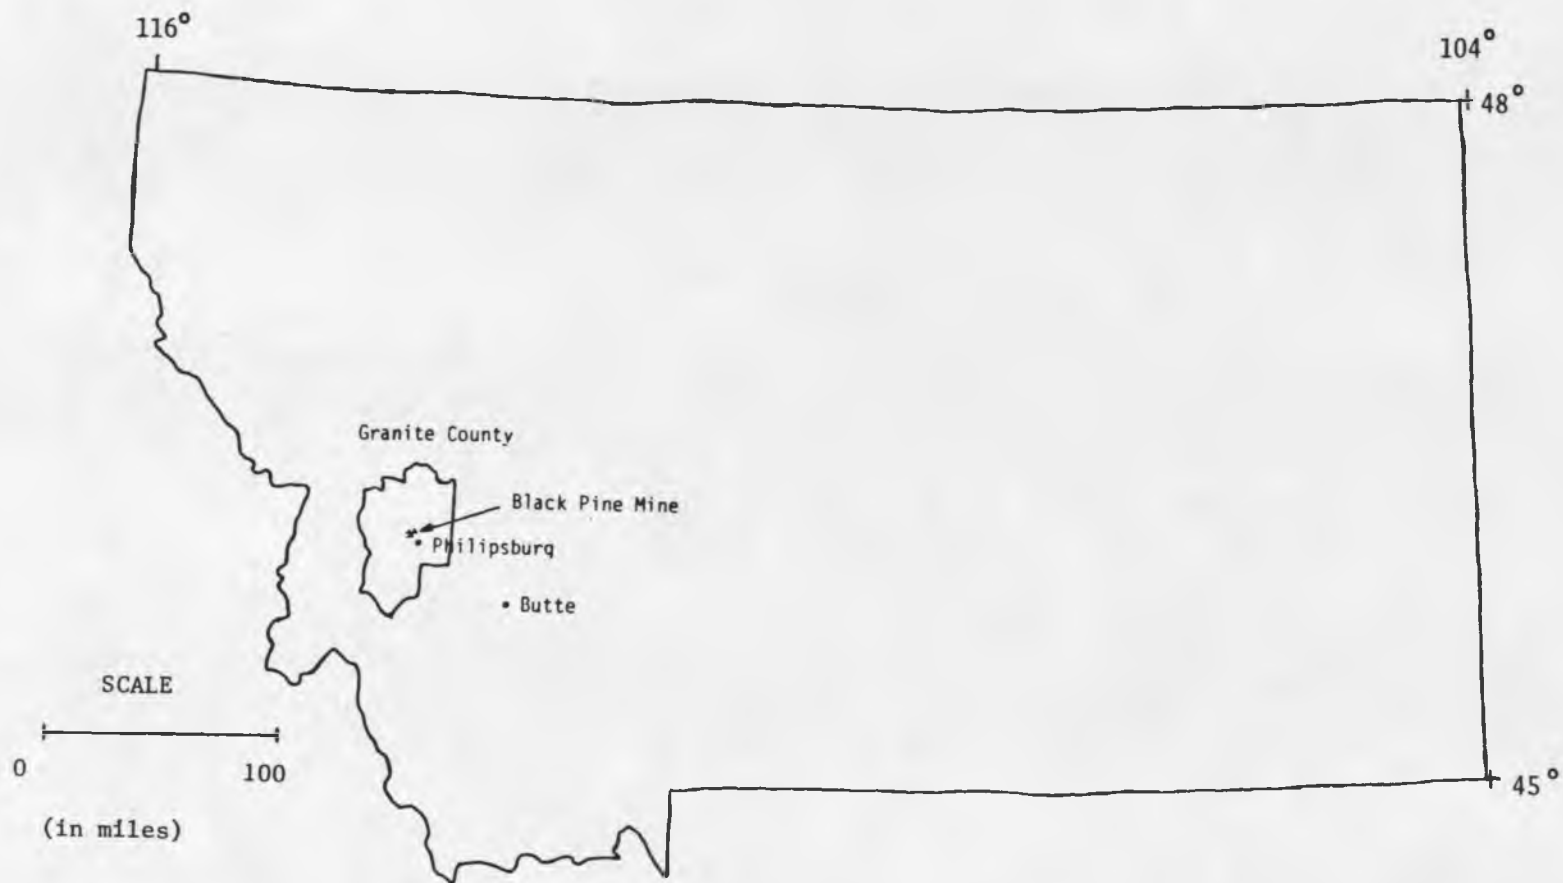 116°
104°
48°
Granite County
Black Pine Mine
Philipsburg
Butte
SCALE
0 100
(in miles)
45°